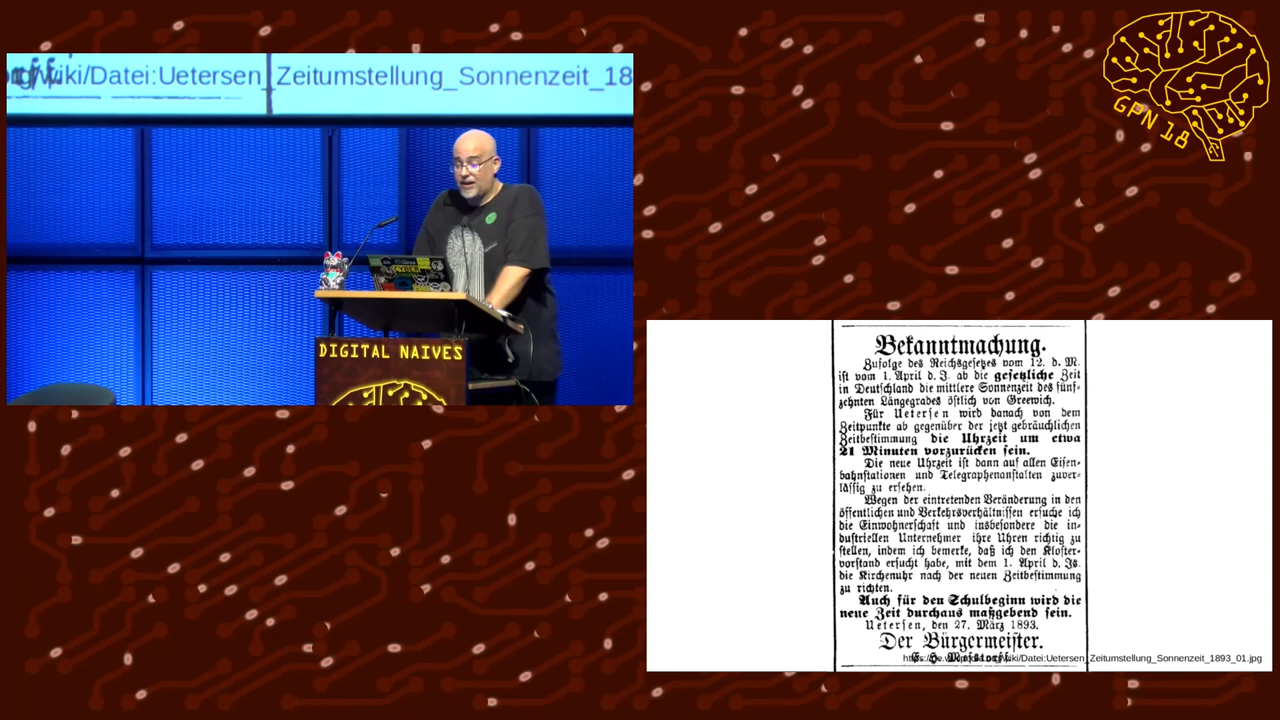 wiki/Datei:Uetersen_Zeitumstellung_Sonnenzeit_18
GPN 18
DIGITAL NAIVES
Bekanntmachung.
Zufolge des Reichsgesetzes vom 12. d. M.
ist vom 1. April d. J. ab die gesetzliche Zeit
in Deutschland die mittlere Sonnenzeit des fünf-
zehnten Längegrades östlich von Greewich.
Für Uetersen wird danach von dem
Zeitpunkte ab gegenüber der jetzt gebräuchlichen
Zeitbestimmung die Uhrzeit um etwa
21 Minuten vorzurücken sein.
Die neue Uhrzeit ist dann auf allen Eisen-
bahnstationen und Telegraphenanstalten zuver-
lässig zu ersehen.
Wegen der eintretenden Veränderung in den
öffentlichen und Verkehrsverhältnissen ersuche ich
die Einwohnerschaft und insbesondere die in-
dustriellen Unternehmer ihre Uhren richtig zu
stellen, indem ich bemerke, daß ich den Kloster-
vorstand ersucht habe, mit dem 1. April d. Js.
die Kirchenuhr nach der neuen Zeitbestimmung
zu richten.
Auch für den Schulbeginn wird die
neue Zeit durchaus maßgebend sein.
Uetersen, den 27. März 1893.
Der Bürgermeister.
wiki/Datei:Uetersen_Zeitumstellung_Sonnenzeit_1893_01.jpg